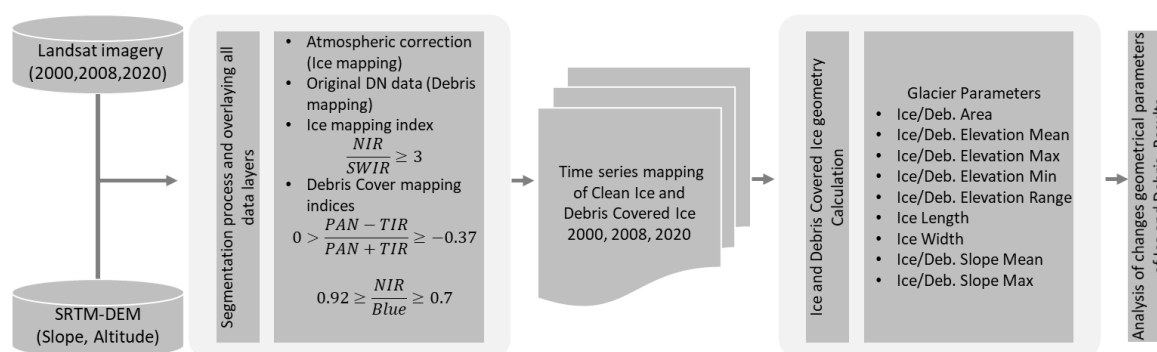 Landsat imagery
(2000,2008,2020)
SRTM-DEM
(Slope, Altitude)
Segmentation process and overlaying all
data layers
• Atmospheric correction
(Ice mapping)
• Original DN data (Debris
mapping)
• Ice mapping index
NIR
SWIR ≥ 3
• Debris Cover mapping
indices
0 > PAN − TIR
PAN + TIR ≥ −0.37
0.92 ≥ NIR
Blue ≥ 0.7
Time series mapping
of Clean Ice and
Debris Covered Ice
2000, 2008, 2020
Ice and Debris Covered Ice geometry
Calculation
Glacier Parameters
• Ice/Deb. Area
• Ice/Deb. Elevation Mean
• Ice/Deb. Elevation Max
• Ice/Deb. Elevation Min
• Ice/Deb. Elevation Range
• Ice Length
• Ice Width
• Ice/Deb. Slope Mean
• Ice/Deb. Slope Max
Analysis of changes geometrical parameters